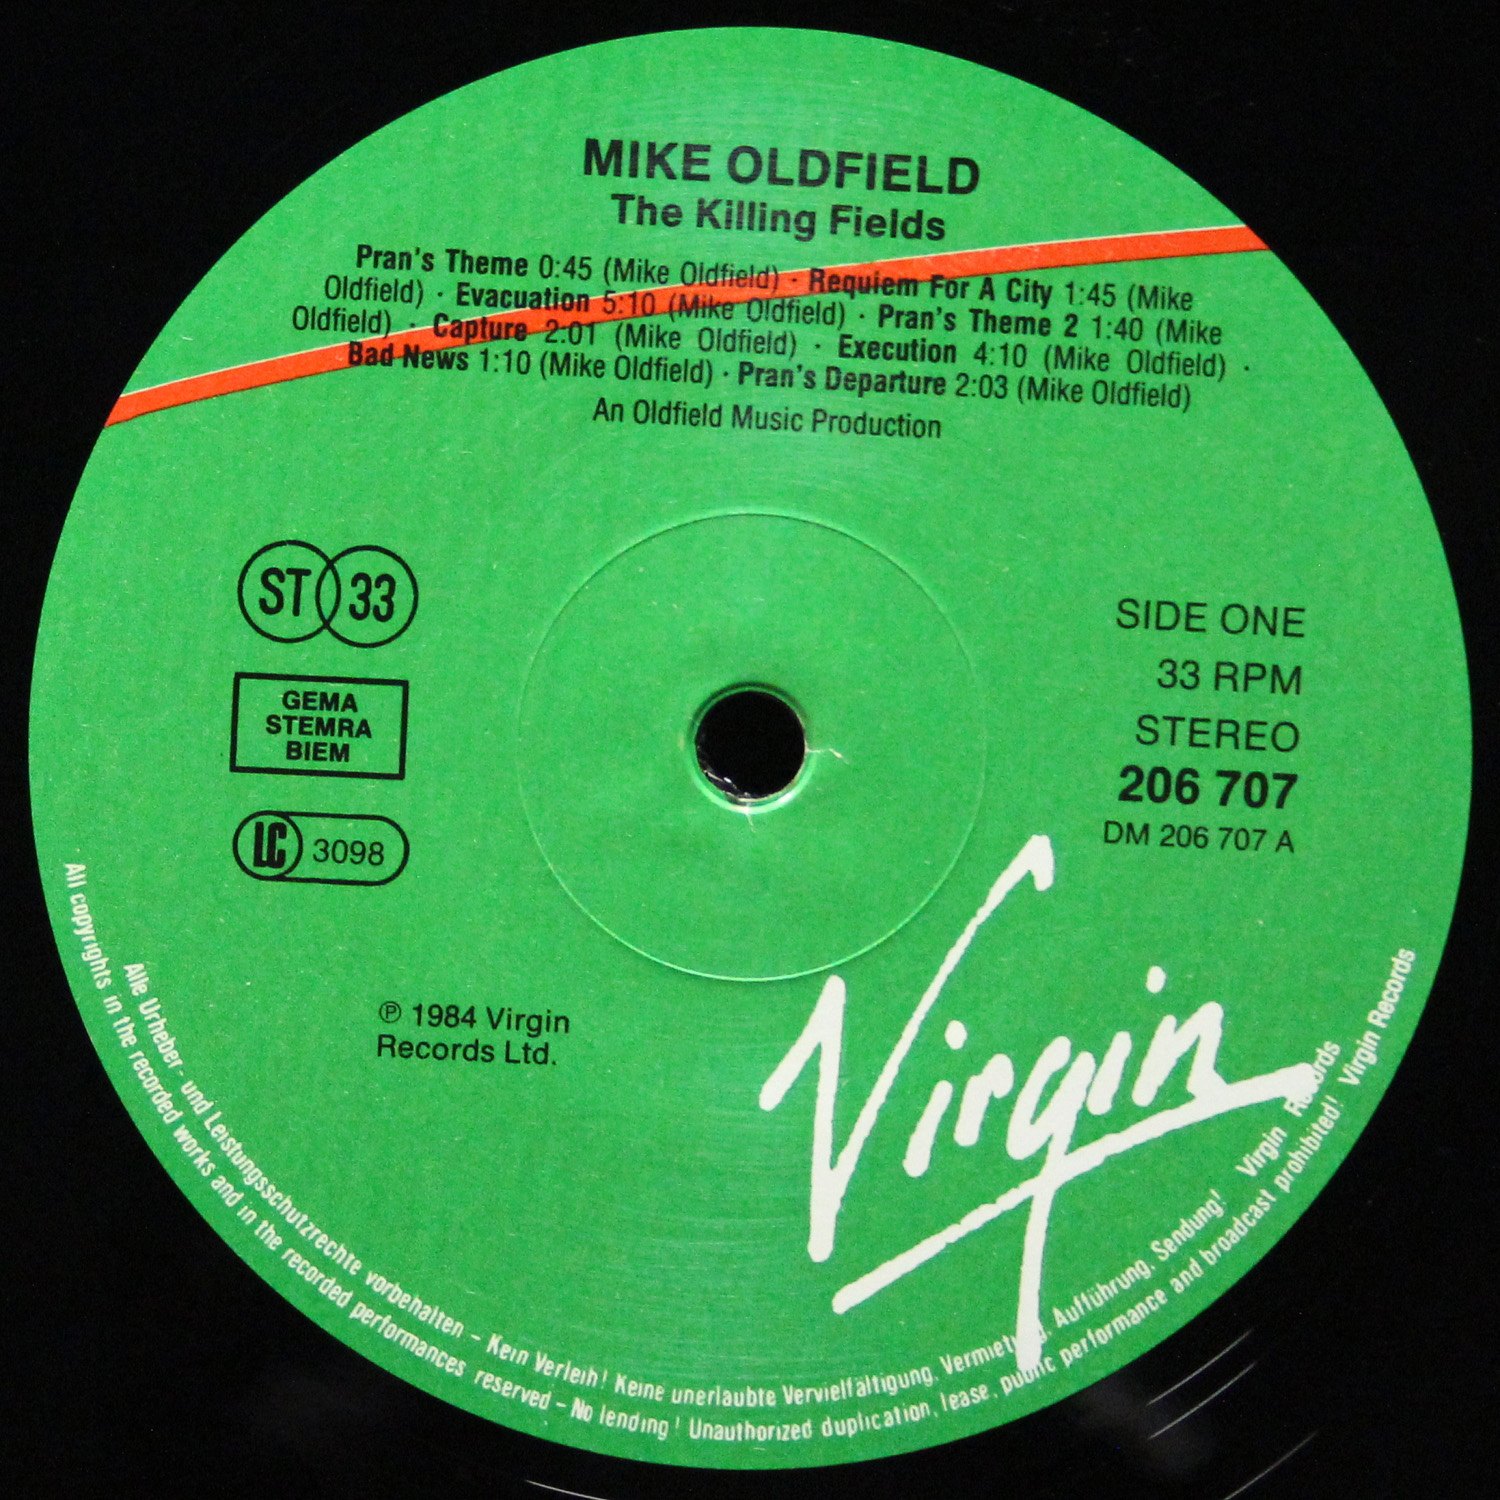 MIKE OLDFIELD
The Killing Fields
Pran's Theme 0:45 (Mike Oldfield) · Requiem For A City 1:45 (Mike
Oldfield) · Evacuation 5:10 (Mike Oldfield) · Pran's Theme 2 1:40 (Mike
Oldfield) · Capture 2:01 (Mike Oldfield) · Execution 4:10 (Mike Oldfield) ·
Bad News 1:10 (Mike Oldfield) · Pran's Departure 2:03 (Mike Oldfield)
An Oldfield Music Production
ST 33
GEMA
STEMRA
BIEM
LC 3098
SIDE ONE
33 RPM
STEREO
206 707
DM 206 707 A
℗ 1984 Virgin
Records Ltd.
Virgin
Alle Urheber- und Leistungsschutzrechte vorbehalten – Kein Verleih! Keine unerlaubte Vervielfältigung, Vermietung, Aufführung, Sendung! Virgin Records
All copyrights in the recorded works and in the recorded performances reserved – No lending! Unauthorized duplication, lease, public performance and broadcast prohibited! Virgin Records